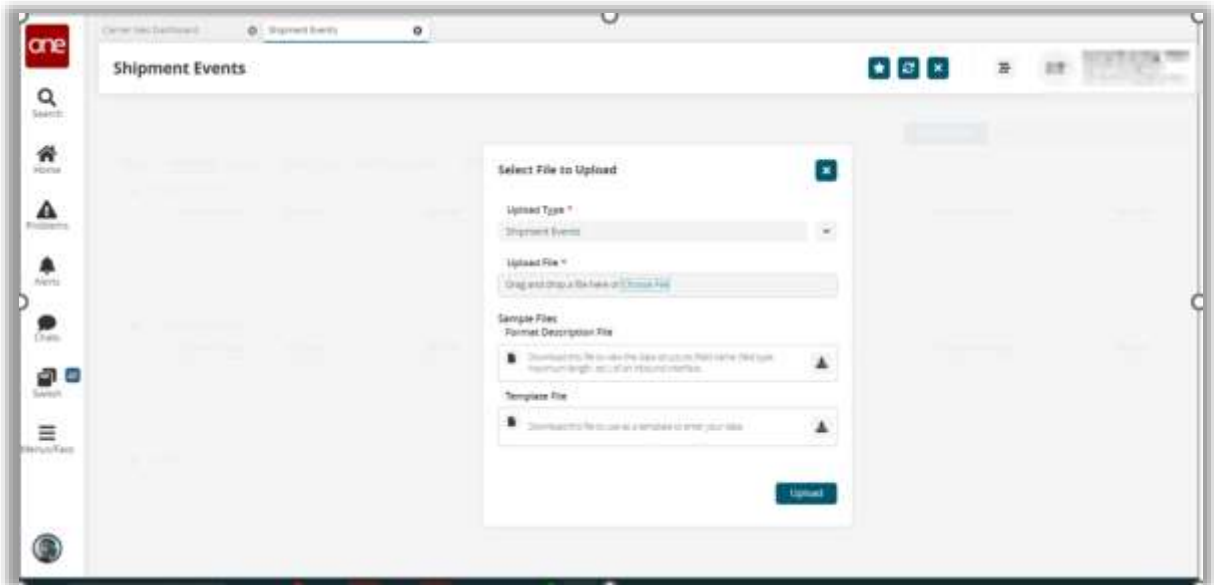 one
Shipment Events
Shipment Events
Search
Home
Problems
Alerts
Chats
Switch
Menus/Favs
Select File to Upload
Upload Type *
Shipment Events
Upload File *
Drag and drop a file here or Choose File
Sample Files
Format Description File
Download this file to view the data structure (field name, field type,
maximum length, etc.) of an inbound interface.
Template File
Download this file to use as a template to enter your data.
Upload